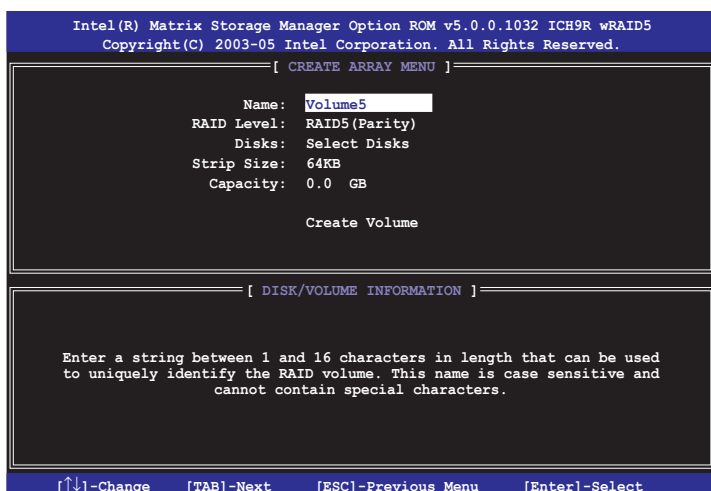 Intel(R) Matrix Storage Manager Option ROM v5.0.0.1032 ICH9R wRAID5
Copyright(C) 2003-05 Intel Corporation. All Rights Reserved.
[ CREATE ARRAY MENU ]
Name: Volume5
RAID Level: RAID5(Parity)
Disks: Select Disks
Strip Size: 64KB
Capacity: 0.0 GB
Create Volume
[ DISK/VOLUME INFORMATION ]
Enter a string between 1 and 16 characters in length that can be used
to uniquely identify the RAID volume. This name is case sensitive and
cannot contain special characters.
[↑↓]-Change [TAB]-Next [ESC]-Previous Menu [Enter]-Select